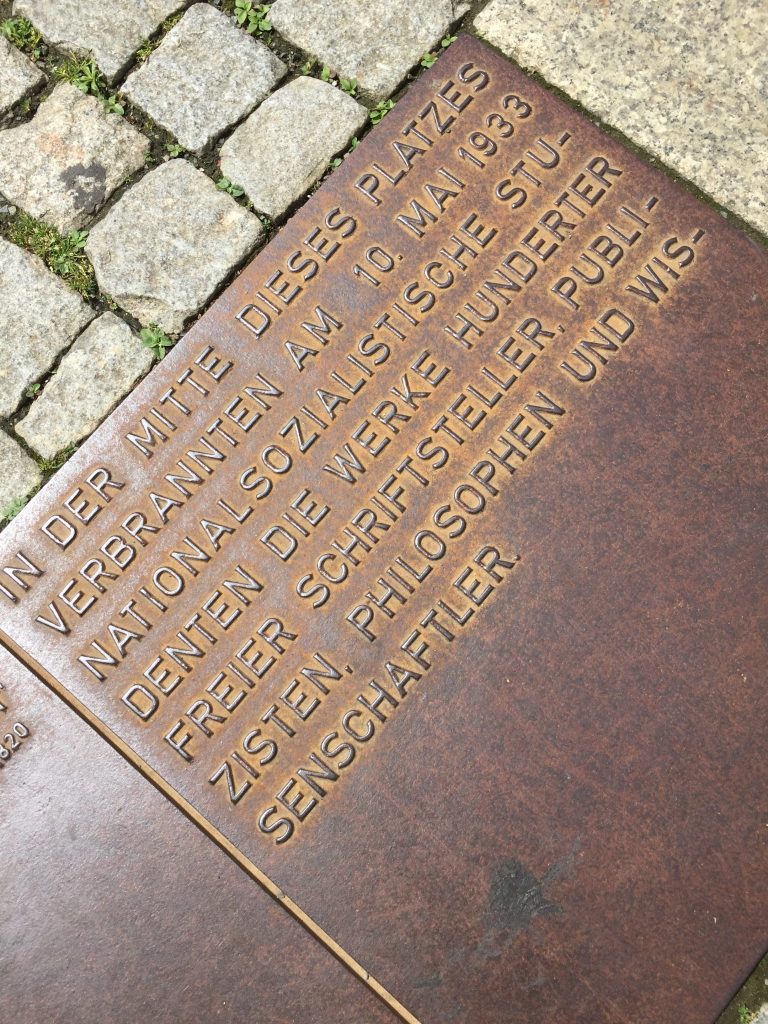 IN DER MITTE DIESES PLATZES
VERBRANNTEN AM 10. MAI 1933
NATIONALSOZIALISTISCHE STU-
DENTEN DIE WERKE HUNDERTER
FREIER SCHRIFTSTELLER, PUBLI-
ZISTEN, PHILOSOPHEN UND WIS-
SENSCHAFTLER.
1820